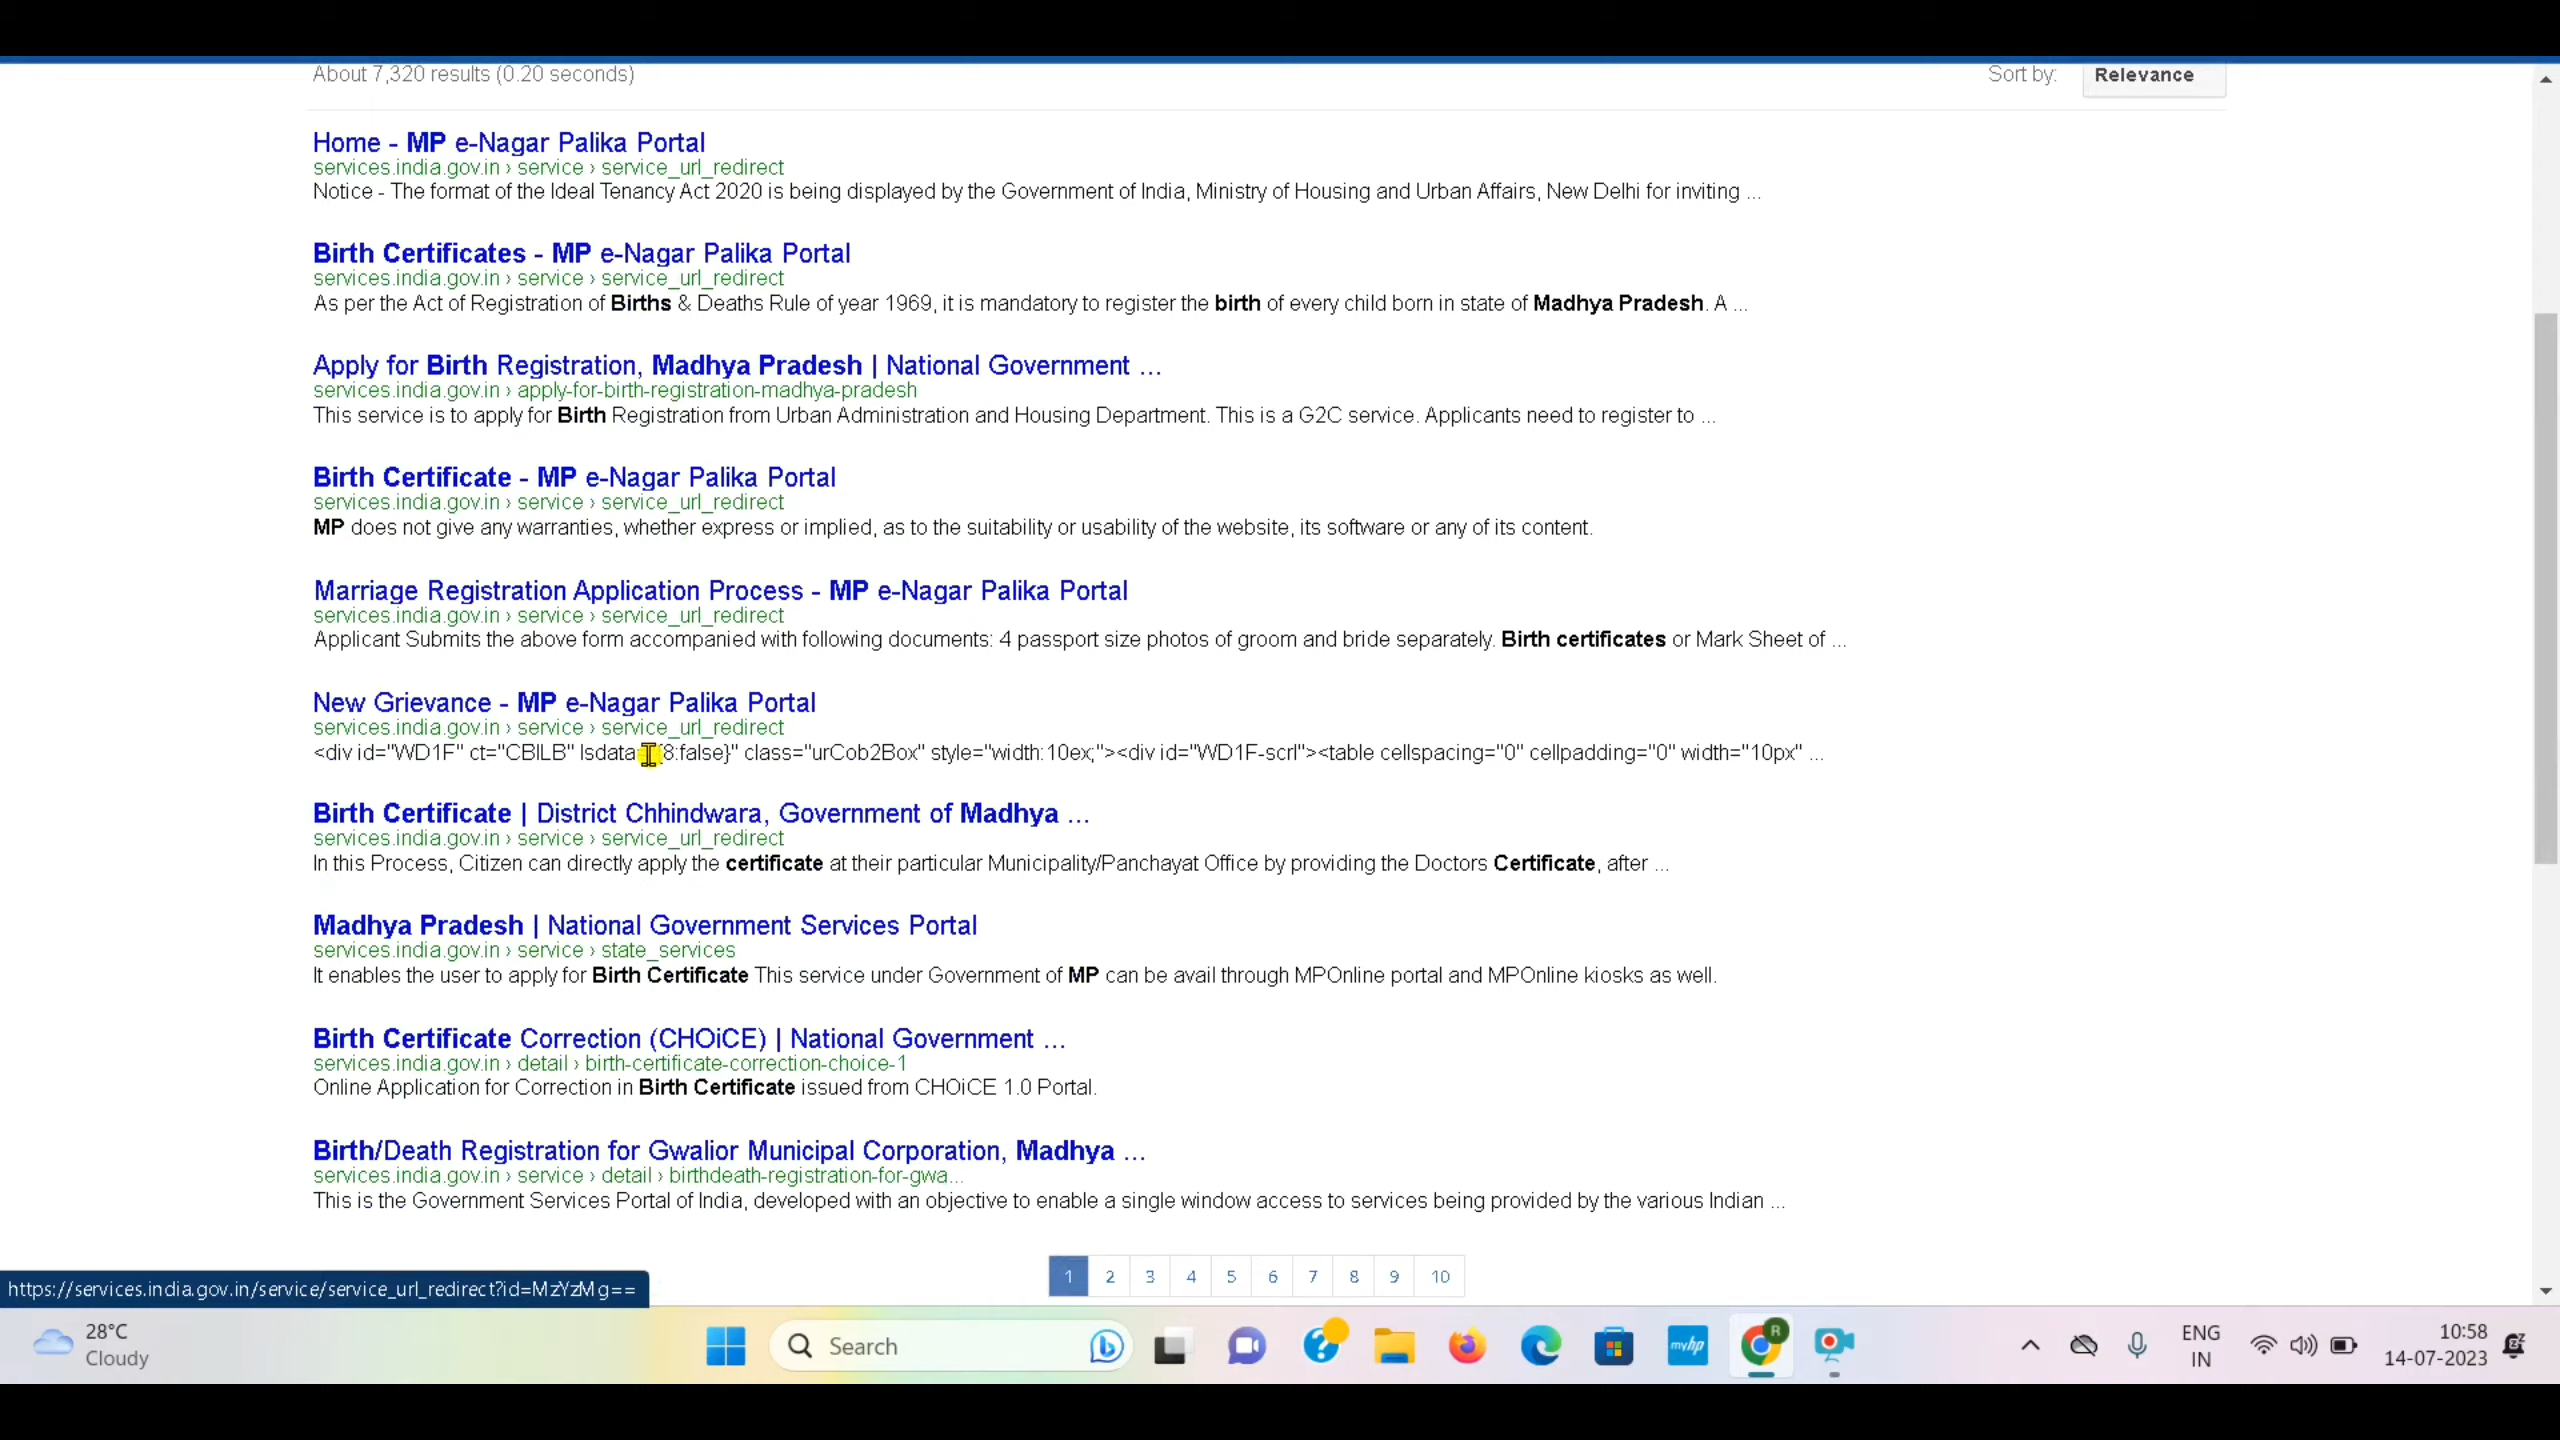 About 7,320 results (0.20 seconds)
Sort by:
Relevance
Home - MP e-Nagar Palika Portal
services.india.gov.in › service › service_url_redirect
Notice - The format of the Ideal Tenancy Act 2020 is being displayed by the Government of India, Ministry of Housing and Urban Affairs, New Delhi for inviting ...
Birth Certificates - MP e-Nagar Palika Portal
services.india.gov.in › service › service_url_redirect
As per the Act of Registration of Births & Deaths Rule of year 1969, it is mandatory to register the birth of every child born in state of Madhya Pradesh. A ...
Apply for Birth Registration, Madhya Pradesh | National Government ...
services.india.gov.in › apply-for-birth-registration-madhya-pradesh
This service is to apply for Birth Registration from Urban Administration and Housing Department. This is a G2C service. Applicants need to register to ...
Birth Certificate - MP e-Nagar Palika Portal
services.india.gov.in › service › service_url_redirect
MP does not give any warranties, whether express or implied, as to the suitability or usability of the website, its software or any of its content.
Marriage Registration Application Process - MP e-Nagar Palika Portal
services.india.gov.in › service › service_url_redirect
Applicant Submits the above form accompanied with following documents: 4 passport size photos of groom and bride separately. Birth certificates or Mark Sheet of ...
New Grievance - MP e-Nagar Palika Portal
services.india.gov.in › service › service_url_redirect
<div id="WD1F" ct="CBILB" lsdata 8:false}" class="urCob2Box" style="width:10ex;"><div id="WD1F-scrl"><table cellspacing="0" cellpadding="0" width="10px" ...
Birth Certificate | District Chhindwara, Government of Madhya ...
services.india.gov.in › service › service_url_redirect
In this Process, Citizen can directly apply the certificate at their particular Municipality/Panchayat Office by providing the Doctors Certificate, after ...
Madhya Pradesh | National Government Services Portal
services.india.gov.in › service › state_services
It enables the user to apply for Birth Certificate This service under Government of MP can be avail through MPOnline portal and MPOnline kiosks as well.
Birth Certificate Correction (CHOiCE) | National Government ...
services.india.gov.in › detail › birth-certificate-correction-choice-1
Online Application for Correction in Birth Certificate issued from CHOiCE 1.0 Portal.
Birth/Death Registration for Gwalior Municipal Corporation, Madhya ...
services.india.gov.in › service › detail › birthdeath-registration-for-gwa...
This is the Government Services Portal of India, developed with an objective to enable a single window access to services being provided by the various Indian ...
1 2 3 4 5 6 7 8 9 10
https://services.india.gov.in/service/service_url_redirect?id=MzYzMg==
28°C
Cloudy
Search
myhp
R
ENG
IN
10:58
14-07-2023